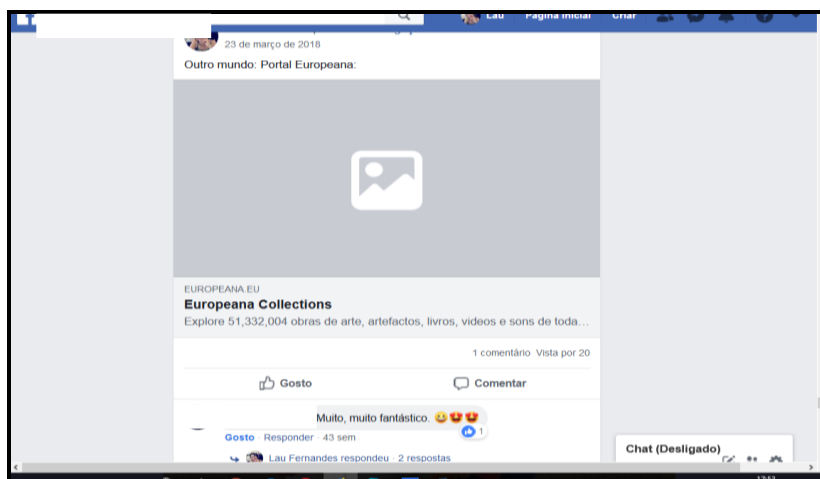 Lau Página inicial Criar
23 de março de 2018
Outro mundo: Portal Europeana:
EUROPEANA.EU
Europeana Collections
Explore 51,332,004 obras de arte, artefactos, livros, videos e sons de toda...
1 comentário Vista por 20
Gosto Comentar
Muito, muito fantástico.
1
Gosto · Responder · 43 sem
Lau Fernandes respondeu · 2 respostas
Chat (Desligado)